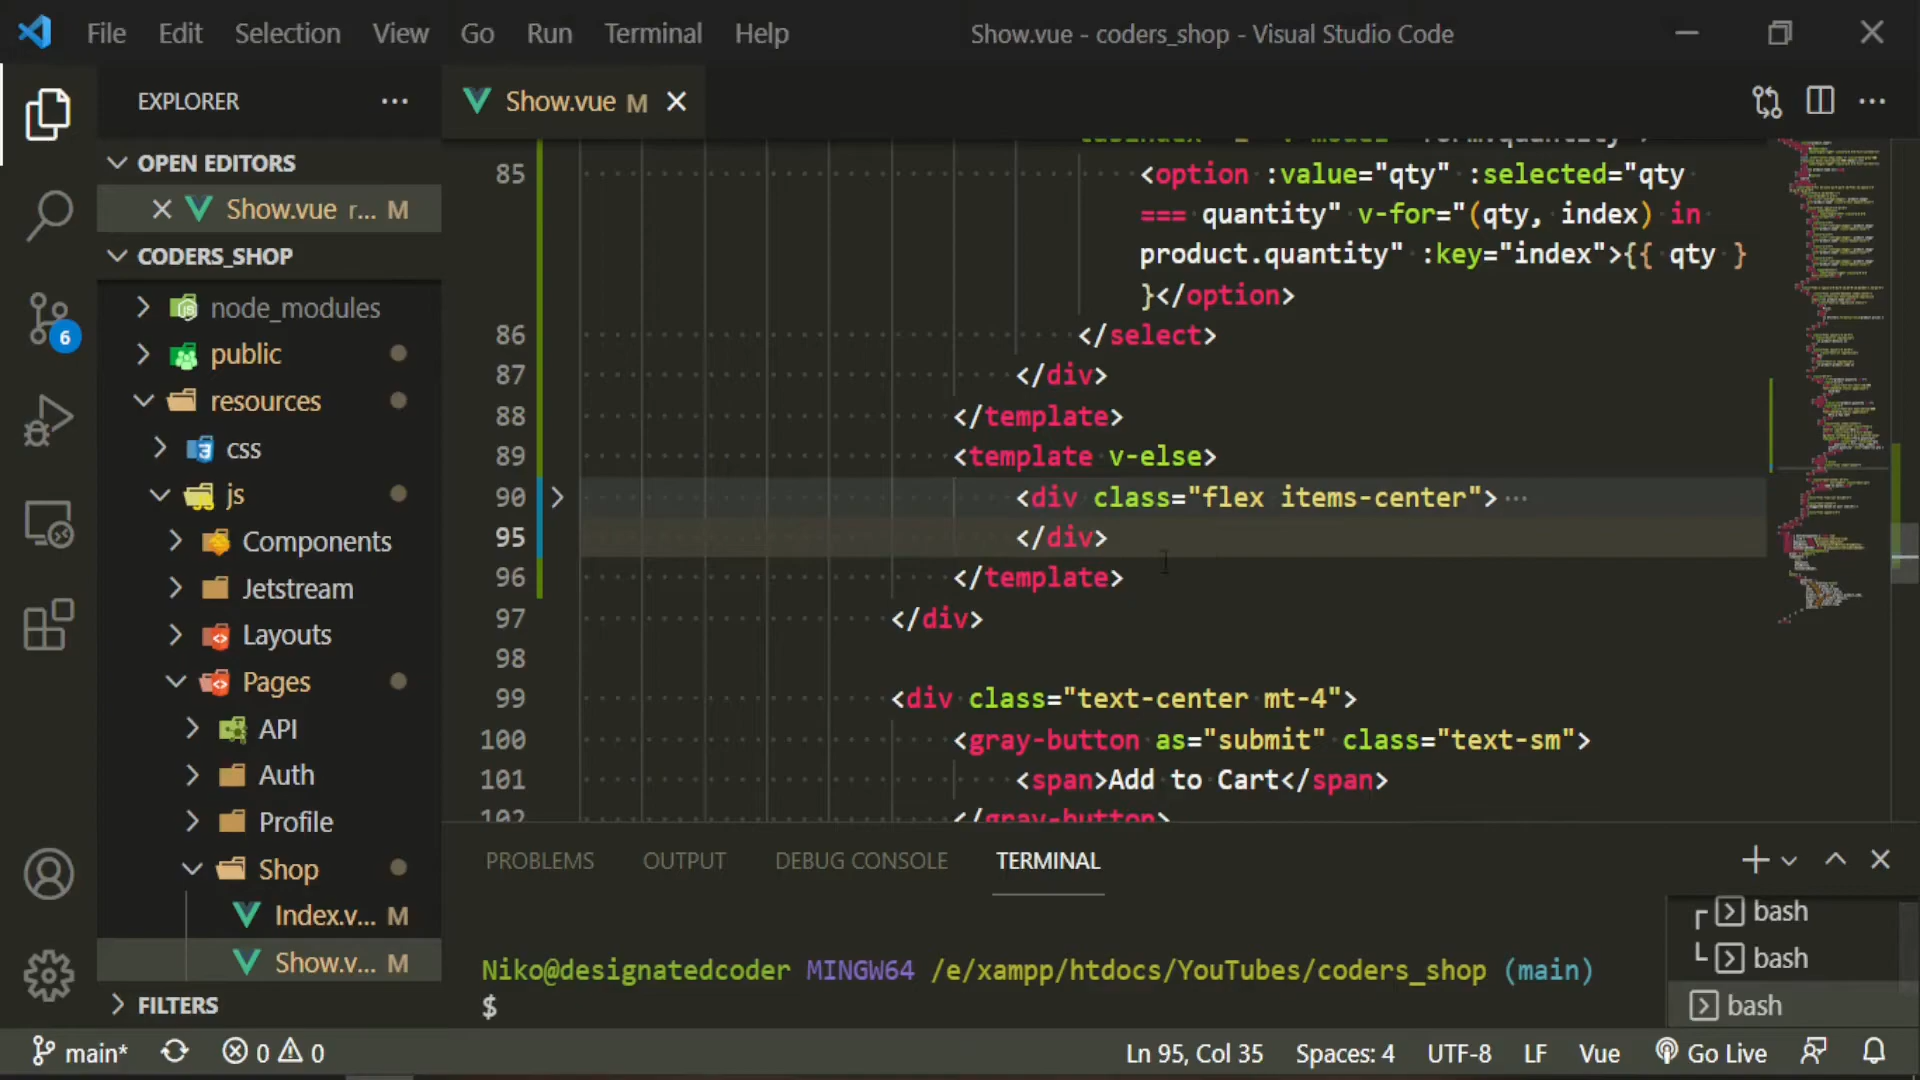 File Edit Selection View Go Run Terminal Help
Show.vue - coders_shop - Visual Studio Code
EXPLORER
Show.vue M
OPEN EDITORS
Show.vue r... M
CODERS_SHOP
node_modules
public
resources
css
js
Components
Jetstream
Layouts
Pages
API
Auth
Profile
Shop
Index.v... M
Show.v... M
FILTERS
6
85 <option :value="qty" :selected="qty
=== quantity" v-for="(qty, index) in
product.quantity" :key="index">{{ qty }
}</option>
86 </select>
87 </div>
88 </template>
89 <template v-else>
90 <div class="flex items-center">
95 </div>
96 </template>
97 </div>
98
99 <div class="text-center mt-4">
100 <gray-button as="submit" class="text-sm">
101 <span>Add to Cart</span>
102 </gray-button>
PROBLEMS OUTPUT DEBUG CONSOLE TERMINAL
Niko@designatedcoder MINGW64 /e/xampp/htdocs/YouTubes/coders_shop (main)
$
bash
bash
bash
main* 0 0 Ln 95, Col 35 Spaces: 4 UTF-8 LF Vue Go Live